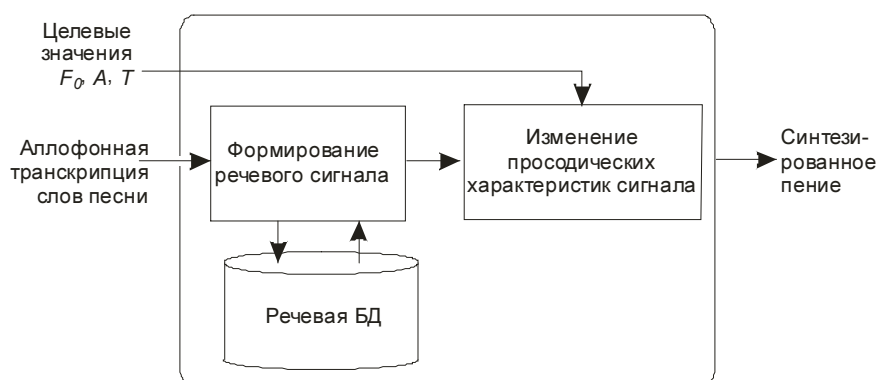 Целевые
значения
F0, A, T
Аллофонная
транскрипция
слов песни
Формирование
речевого сигнала
Изменение
просодических
характеристик сигнала
Синтези-
рованное
пение
Речевая БД